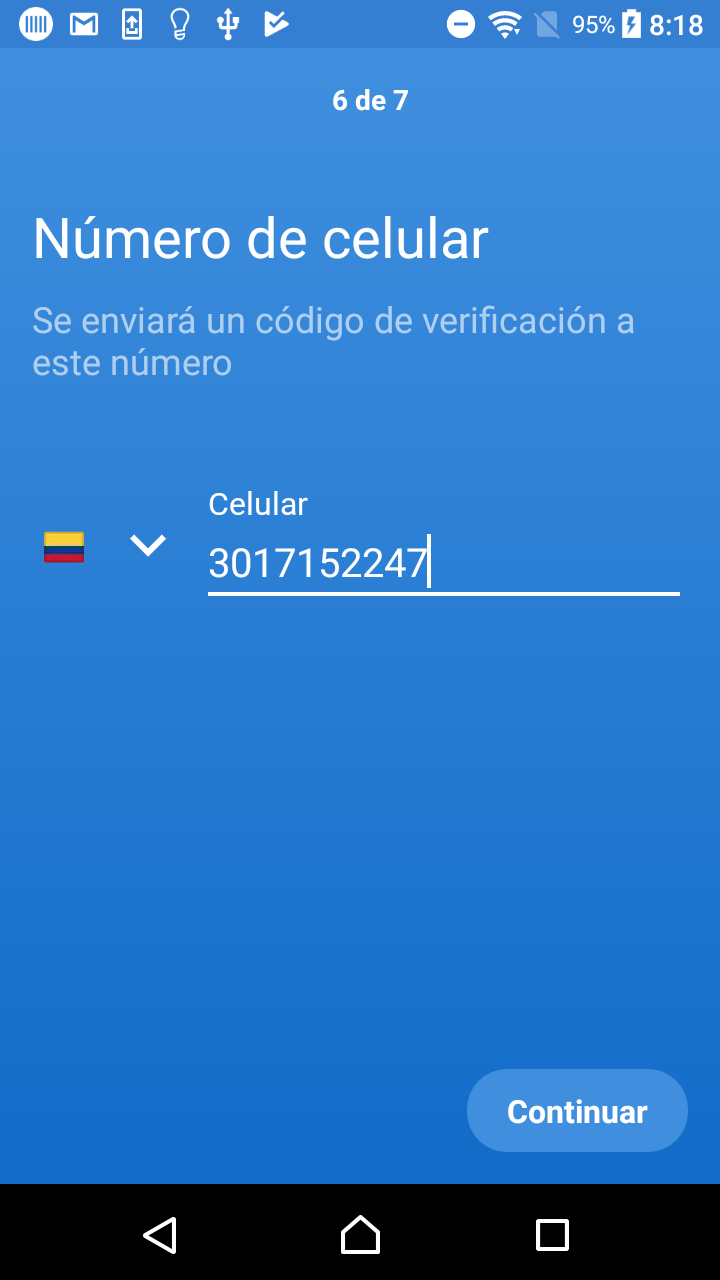 95% 8:18
6 de 7
Número de celular
Se enviará un código de verificación a
este número
Celular
3017152247
Continuar